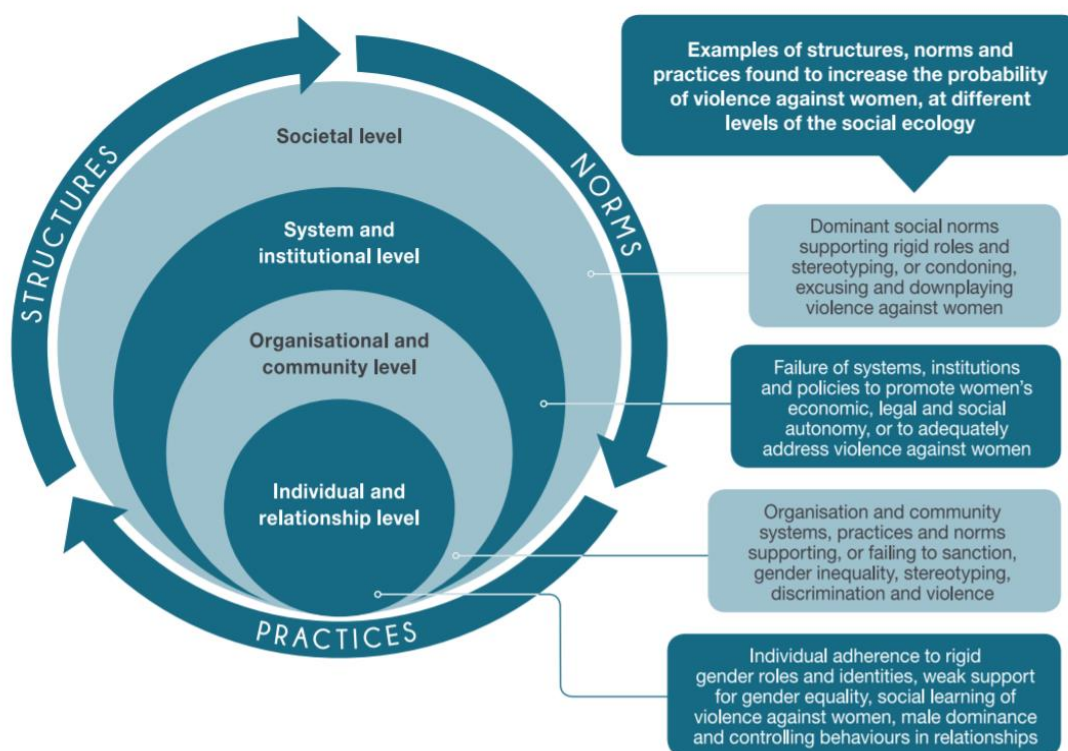 Examples of structures, norms and
practices found to increase the probability
of violence against women, at different
levels of the social ecology
STRUCTURES
NORMS
PRACTICES
Societal level
System and
institutional level
Organisational and
community level
Individual and
relationship level
Dominant social norms
supporting rigid roles and
stereotyping, or condoning,
excusing and downplaying
violence against women
Failure of systems, institutions
and policies to promote women’s
economic, legal and social
autonomy, or to adequately
address violence against women
Organisation and community
systems, practices and norms
supporting, or failing to sanction,
gender inequality, stereotyping,
discrimination and violence
Individual adherence to rigid
gender roles and identities, weak support
for gender equality, social learning of
violence against women, male dominance
and controlling behaviours in relationships